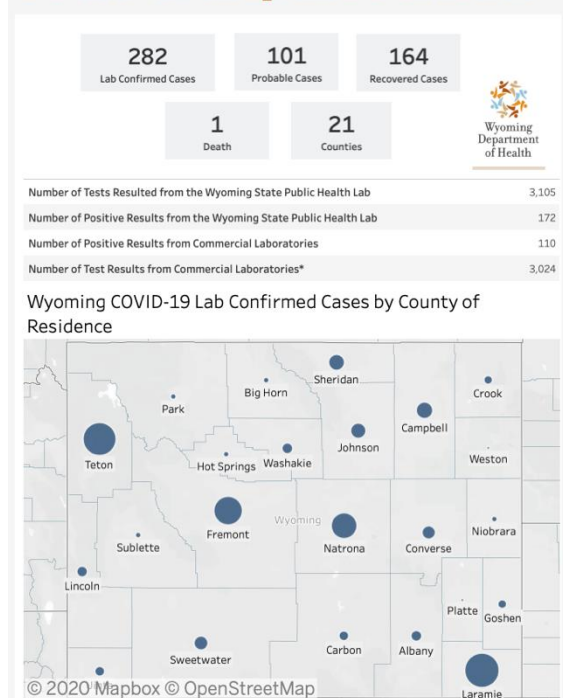 282
Lab Confirmed Cases
101
Probable Cases
164
Recovered Cases
1
Death
21
Counties
Wyoming
Department
of Health
Number of Tests Resulted from the Wyoming State Public Health Lab 3,105
Number of Positive Results from the Wyoming State Public Health Lab 172
Number of Positive Results from Commercial Laboratories 110
Number of Test Results from Commercial Laboratories* 3,024
Wyoming COVID-19 Lab Confirmed Cases by County of
Residence
Sheridan
Big Horn
Crook
Park
Campbell
Johnson
Teton
Hot Springs
Washakie
Weston
Wyoming
Fremont
Natrona
Converse
Niobrara
Sublette
Lincoln
Platte
Goshen
Sweetwater
Carbon
Albany
Laramie
© 2020 Mapbox © OpenStreetMap